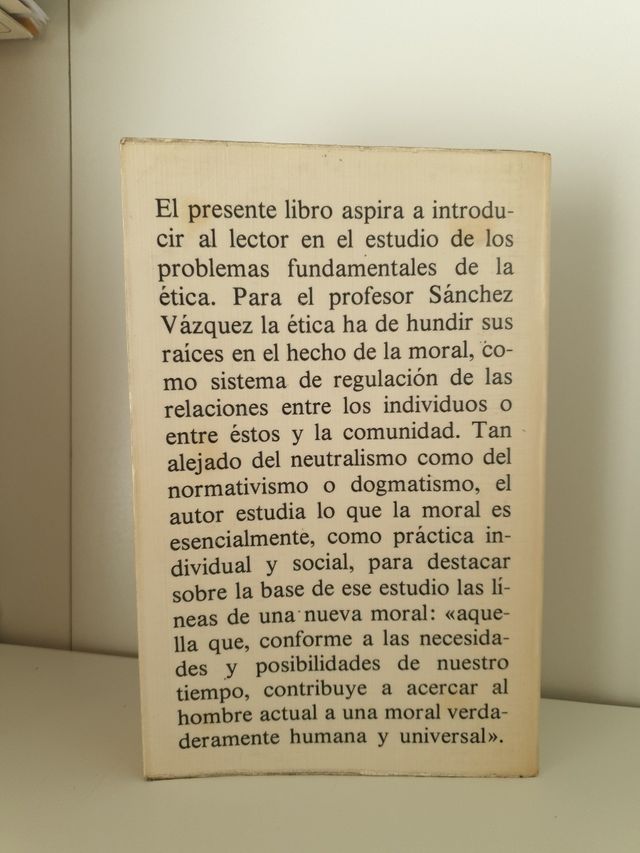 El presente libro aspira a introdu-
cir al lector en el estudio de los
problemas fundamentales de la
ética. Para el profesor Sánchez
Vázquez la ética ha de hundir sus
raíces en el hecho de la moral, co-
mo sistema de regulación de las
relaciones entre los individuos o
entre éstos y la comunidad. Tan
alejado del neutralismo como del
normativismo o dogmatismo, el
autor estudia lo que la moral es
esencialmente, como práctica in-
dividual y social, para destacar
sobre la base de ese estudio las lí-
neas de una nueva moral: «aque-
lla que, conforme a las necesida-
des y posibilidades de nuestro
tiempo, contribuye a acercar al
hombre actual a una moral verda-
deramente humana y universal».